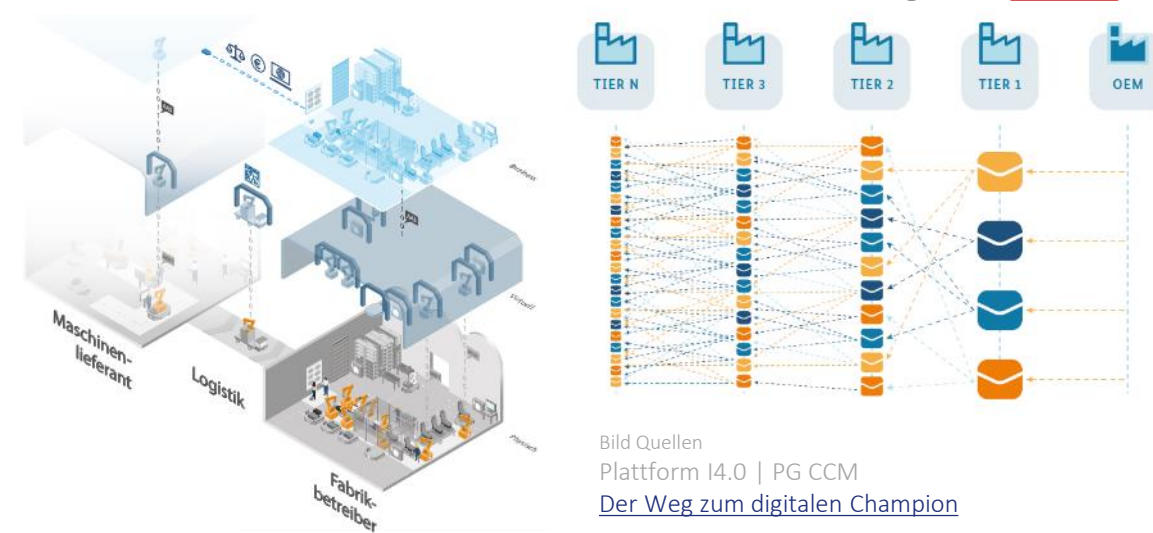 Business
Virtuell
Physisch
Maschinen-
lieferant
Logistik
Fabrik-
betreiber
TIER N
TIER 3
TIER 2
TIER 1
OEM
Bild Quellen
Plattform I4.0 | PG CCM
Der Weg zum digitalen Champion